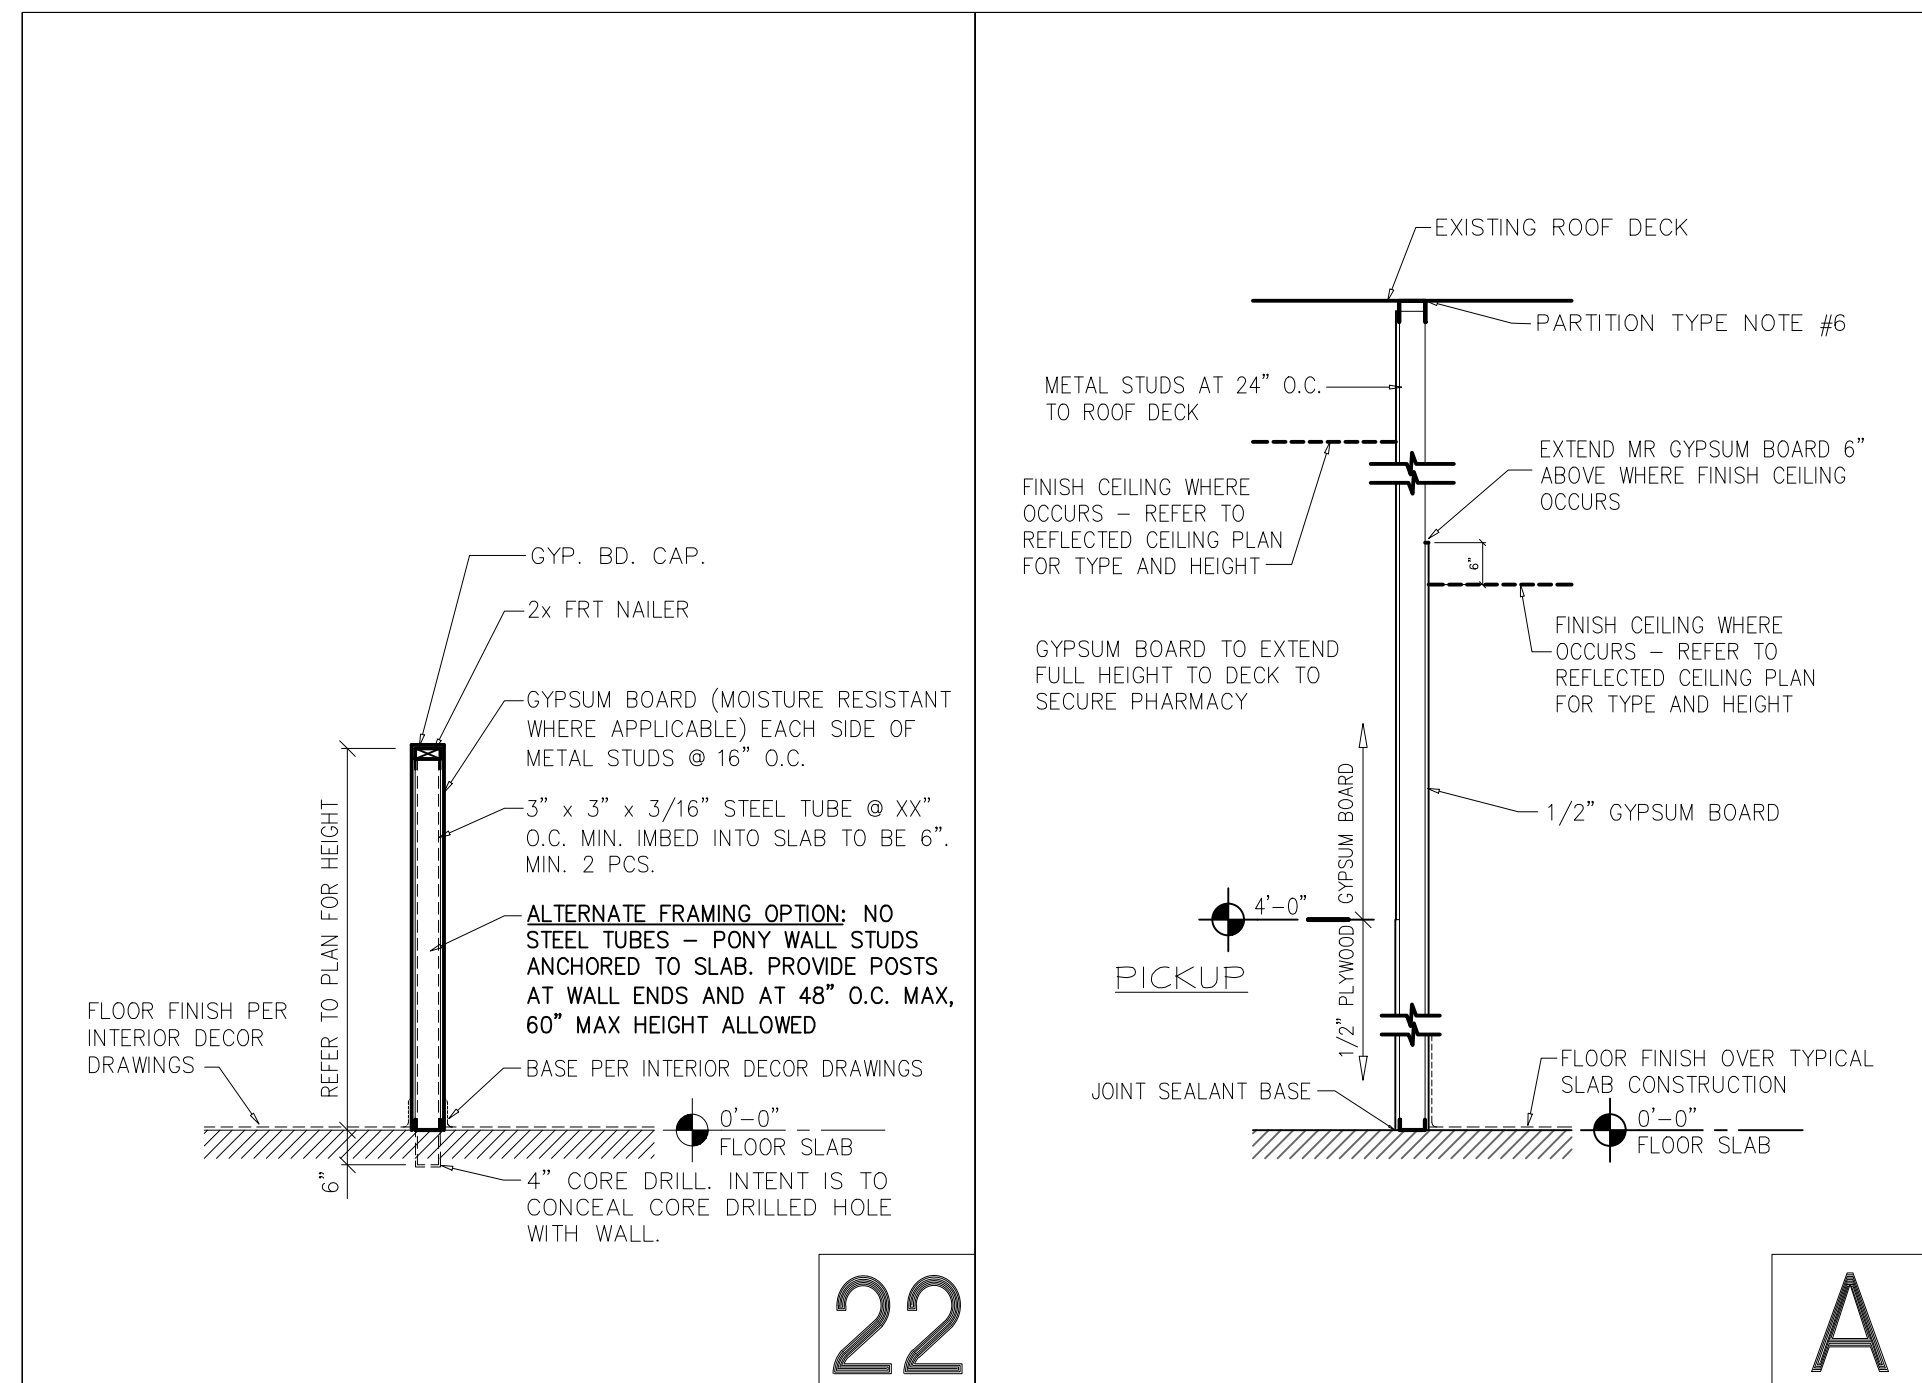 GYP. BD. CAP.
2x FRT NAILER
GYPSUM BOARD (MOISTURE RESISTANT
WHERE APPLICABLE) EACH SIDE OF
METAL STUDS @ 16" O.C.
3" x 3" x 3/16" STEEL TUBE @ XX"
O.C. MIN. IMBED INTO SLAB TO BE 6".
MIN. 2 PCS.
ALTERNATE FRAMING OPTION: NO
STEEL TUBES – PONY WALL STUDS
ANCHORED TO SLAB. PROVIDE POSTS
AT WALL ENDS AND AT 48" O.C. MAX,
60" MAX HEIGHT ALLOWED
REFER TO PLAN FOR HEIGHT
FLOOR FINISH PER
INTERIOR DECOR
DRAWINGS
BASE PER INTERIOR DECOR DRAWINGS
0'–0"
FLOOR SLAB
6"
4" CORE DRILL. INTENT IS TO
CONCEAL CORE DRILLED HOLE
WITH WALL.
22
EXISTING ROOF DECK
PARTITION TYPE NOTE #6
METAL STUDS AT 24" O.C.
TO ROOF DECK
EXTEND MR GYPSUM BOARD 6"
ABOVE WHERE FINISH CEILING
OCCURS
FINISH CEILING WHERE
OCCURS – REFER TO
REFLECTED CEILING PLAN
FOR TYPE AND HEIGHT
6"
FINISH CEILING WHERE
OCCURS – REFER TO
REFLECTED CEILING PLAN
FOR TYPE AND HEIGHT
GYPSUM BOARD TO EXTEND
FULL HEIGHT TO DECK TO
SECURE PHARMACY
GYPSUM BOARD
1/2" GYPSUM BOARD
4'–0"
PICKUP
1/2" PLYWOOD
JOINT SEALANT BASE
FLOOR FINISH OVER TYPICAL
SLAB CONSTRUCTION
0'–0"
FLOOR SLAB
A